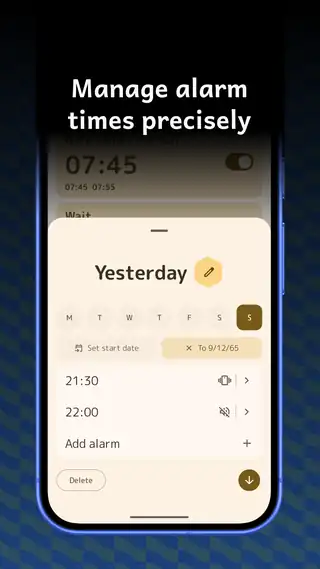 Manage alarm
times precisely
07:45
07:45 07:55
Wait
Yesterday
M T W T F S S
Set start date
To 9/12/65
21:30
22:00
Add alarm
Delete